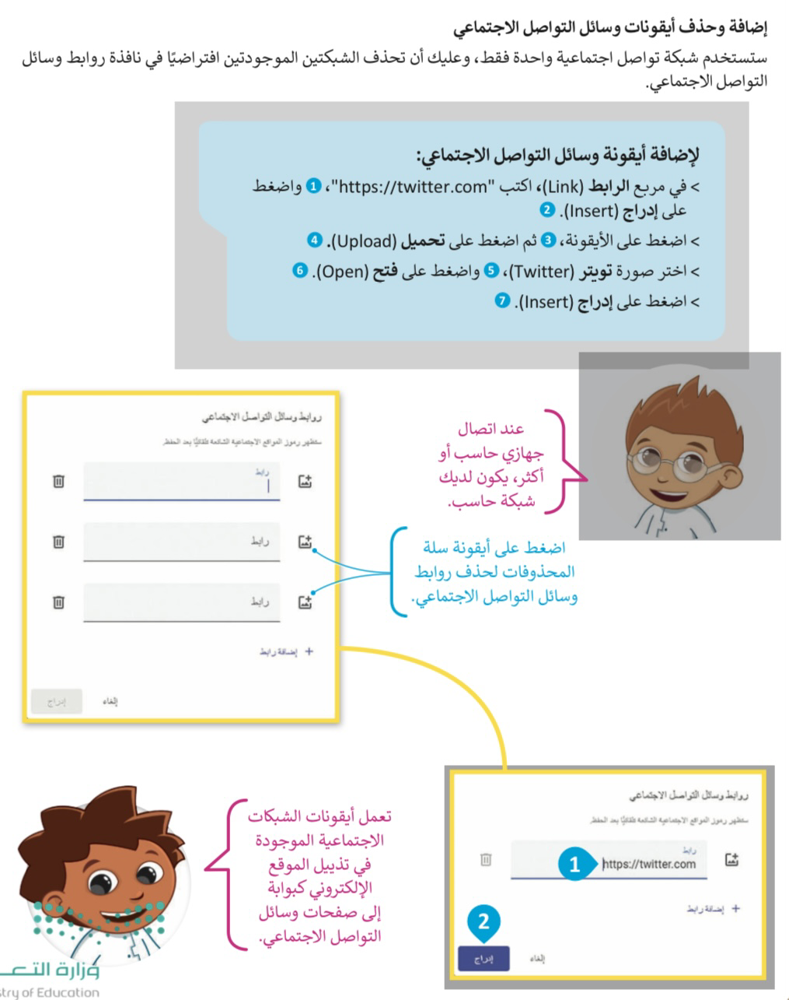 إضافة وحذف أيقونات وسائل التواصل الاجتماعي
ستستخدم شبكة تواصل اجتماعية واحدة فقط، وعليك أن تحذف الشبكتين الموجودتين افتراضيًا في نافذة روابط وسائل
التواصل الاجتماعي.
لإضافة أيقونة وسائل التواصل الاجتماعي:
< في مربع الرابط (Link)، اكتب "https://twitter.com"، 1 واضغط
على إدراج (Insert). 2
< اضغط على الأيقونة، 3 ثم اضغط على تحميل (Upload). 4
< اختر صورة تويتر (Twitter)، 5 واضغط على فتح (Open). 6
< اضغط على إدراج (Insert). 7
عند اتصال
جهازي حاسب أو
أكثر، يكون لديك
شبكة حاسب.
روابط وسائل التواصل الاجتماعي
ستظهر رموز المواقع الاجتماعية الشائعة تلقائيًا بعد الحفظ.
رابط
رابط
رابط
+ إضافة رابط
إلغاء
إدراج
اضغط على أيقونة سلة
المحذوفات لحذف روابط
وسائل التواصل الاجتماعي.
روابط وسائل التواصل الاجتماعي
ستظهر رموز المواقع الاجتماعية الشائعة تلقائيًا بعد الحفظ.
رابط
https://twitter.com
1
+ إضافة رابط
2
إلغاء
إدراج
تعمل أيقونات الشبكات
الاجتماعية الموجودة
في تذييل الموقع
الإلكتروني كبوابة
إلى صفحات وسائل
التواصل الاجتماعي.
وزارة التعـ
stry of Education